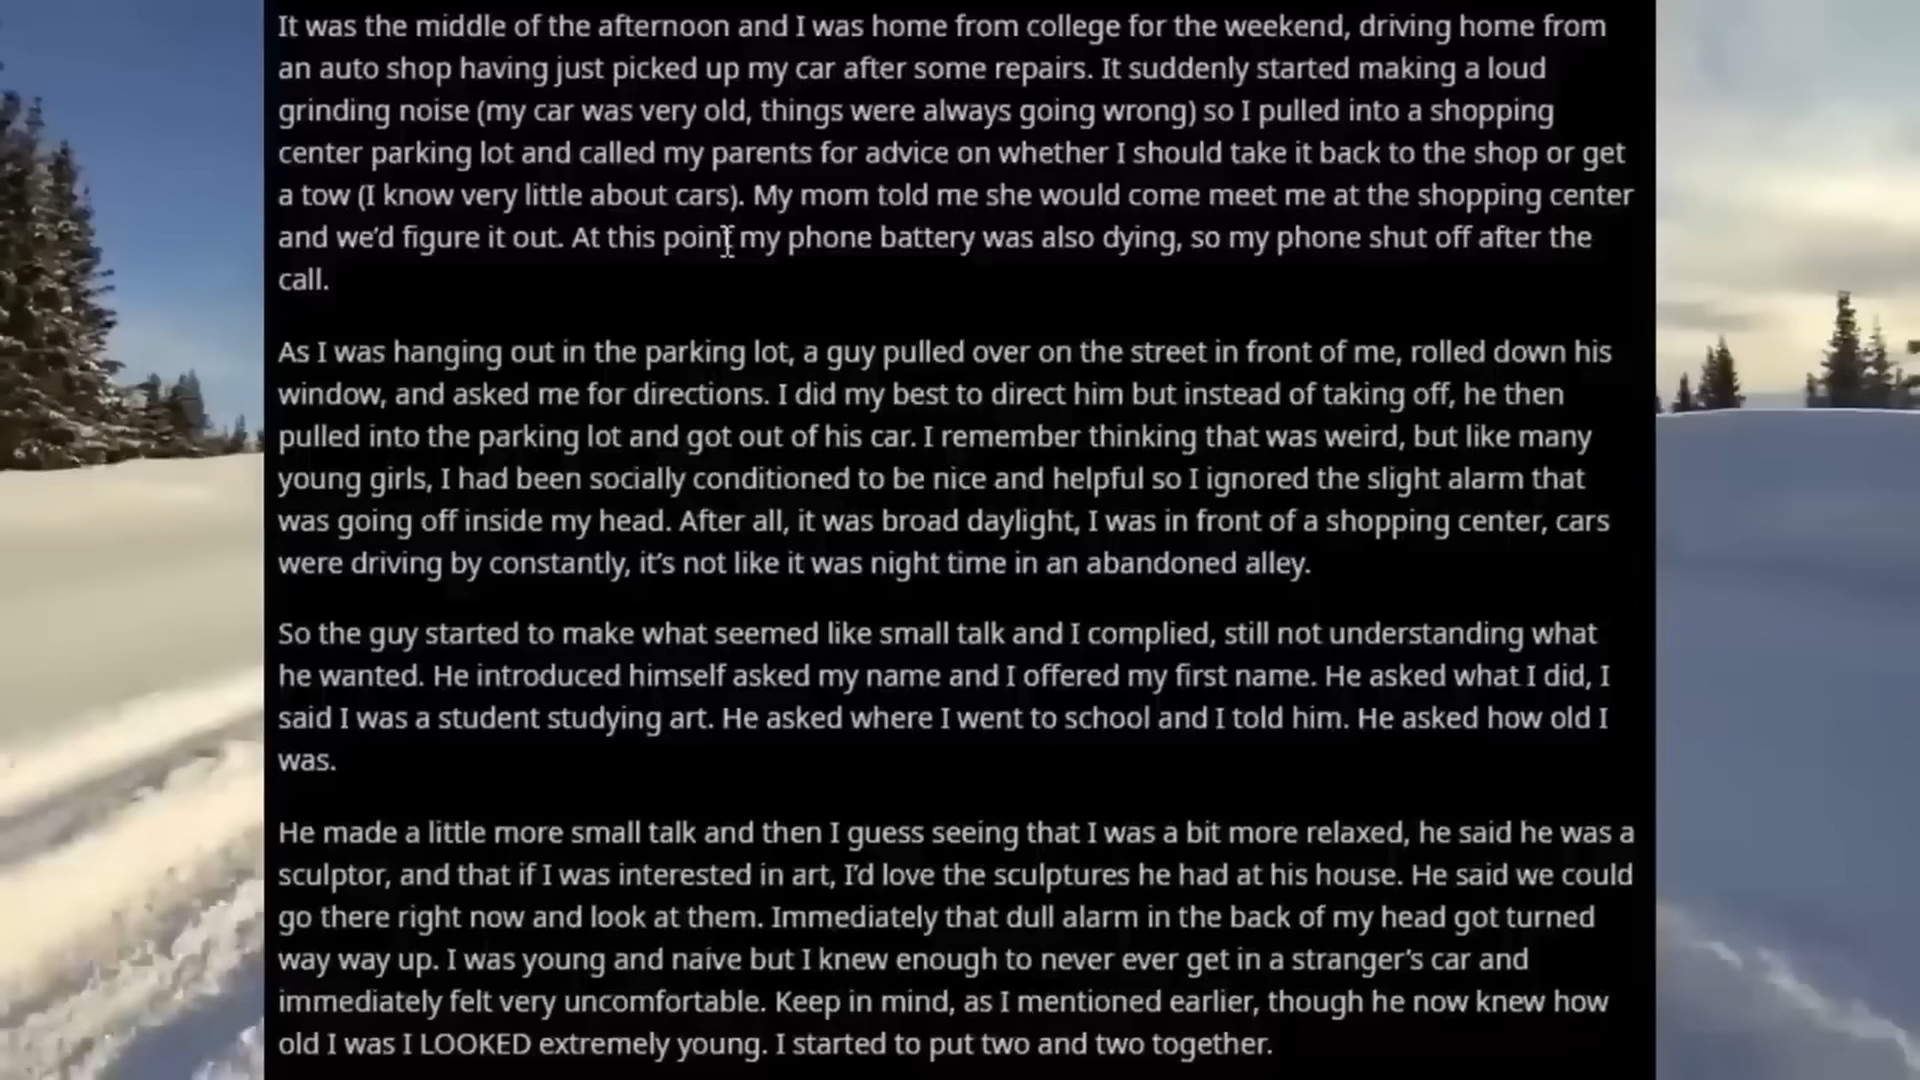 It was the middle of the afternoon and I was home from college for the weekend, driving home from
an auto shop having just picked up my car after some repairs. It suddenly started making a loud
grinding noise (my car was very old, things were always going wrong) so I pulled into a shopping
center parking lot and called my parents for advice on whether I should take it back to the shop or get
a tow (I know very little about cars). My mom told me she would come meet me at the shopping center
and we’d figure it out. At this point my phone battery was also dying, so my phone shut off after the
call.
As I was hanging out in the parking lot, a guy pulled over on the street in front of me, rolled down his
window, and asked me for directions. I did my best to direct him but instead of taking off, he then
pulled into the parking lot and got out of his car. I remember thinking that was weird, but like many
young girls, I had been socially conditioned to be nice and helpful so I ignored the slight alarm that
was going off inside my head. After all, it was broad daylight, I was in front of a shopping center, cars
were driving by constantly, it’s not like it was night time in an abandoned alley.
So the guy started to make what seemed like small talk and I complied, still not understanding what
he wanted. He introduced himself asked my name and I offered my first name. He asked what I did, I
said I was a student studying art. He asked where I went to school and I told him. He asked how old I
was.
He made a little more small talk and then I guess seeing that I was a bit more relaxed, he said he was a
sculptor, and that if I was interested in art, I’d love the sculptures he had at his house. He said we could
go there right now and look at them. Immediately that dull alarm in the back of my head got turned
way way up. I was young and naive but I knew enough to never ever get in a stranger’s car and
immediately felt very uncomfortable. Keep in mind, as I mentioned earlier, though he now knew how
old I was I LOOKED extremely young. I started to put two and two together.